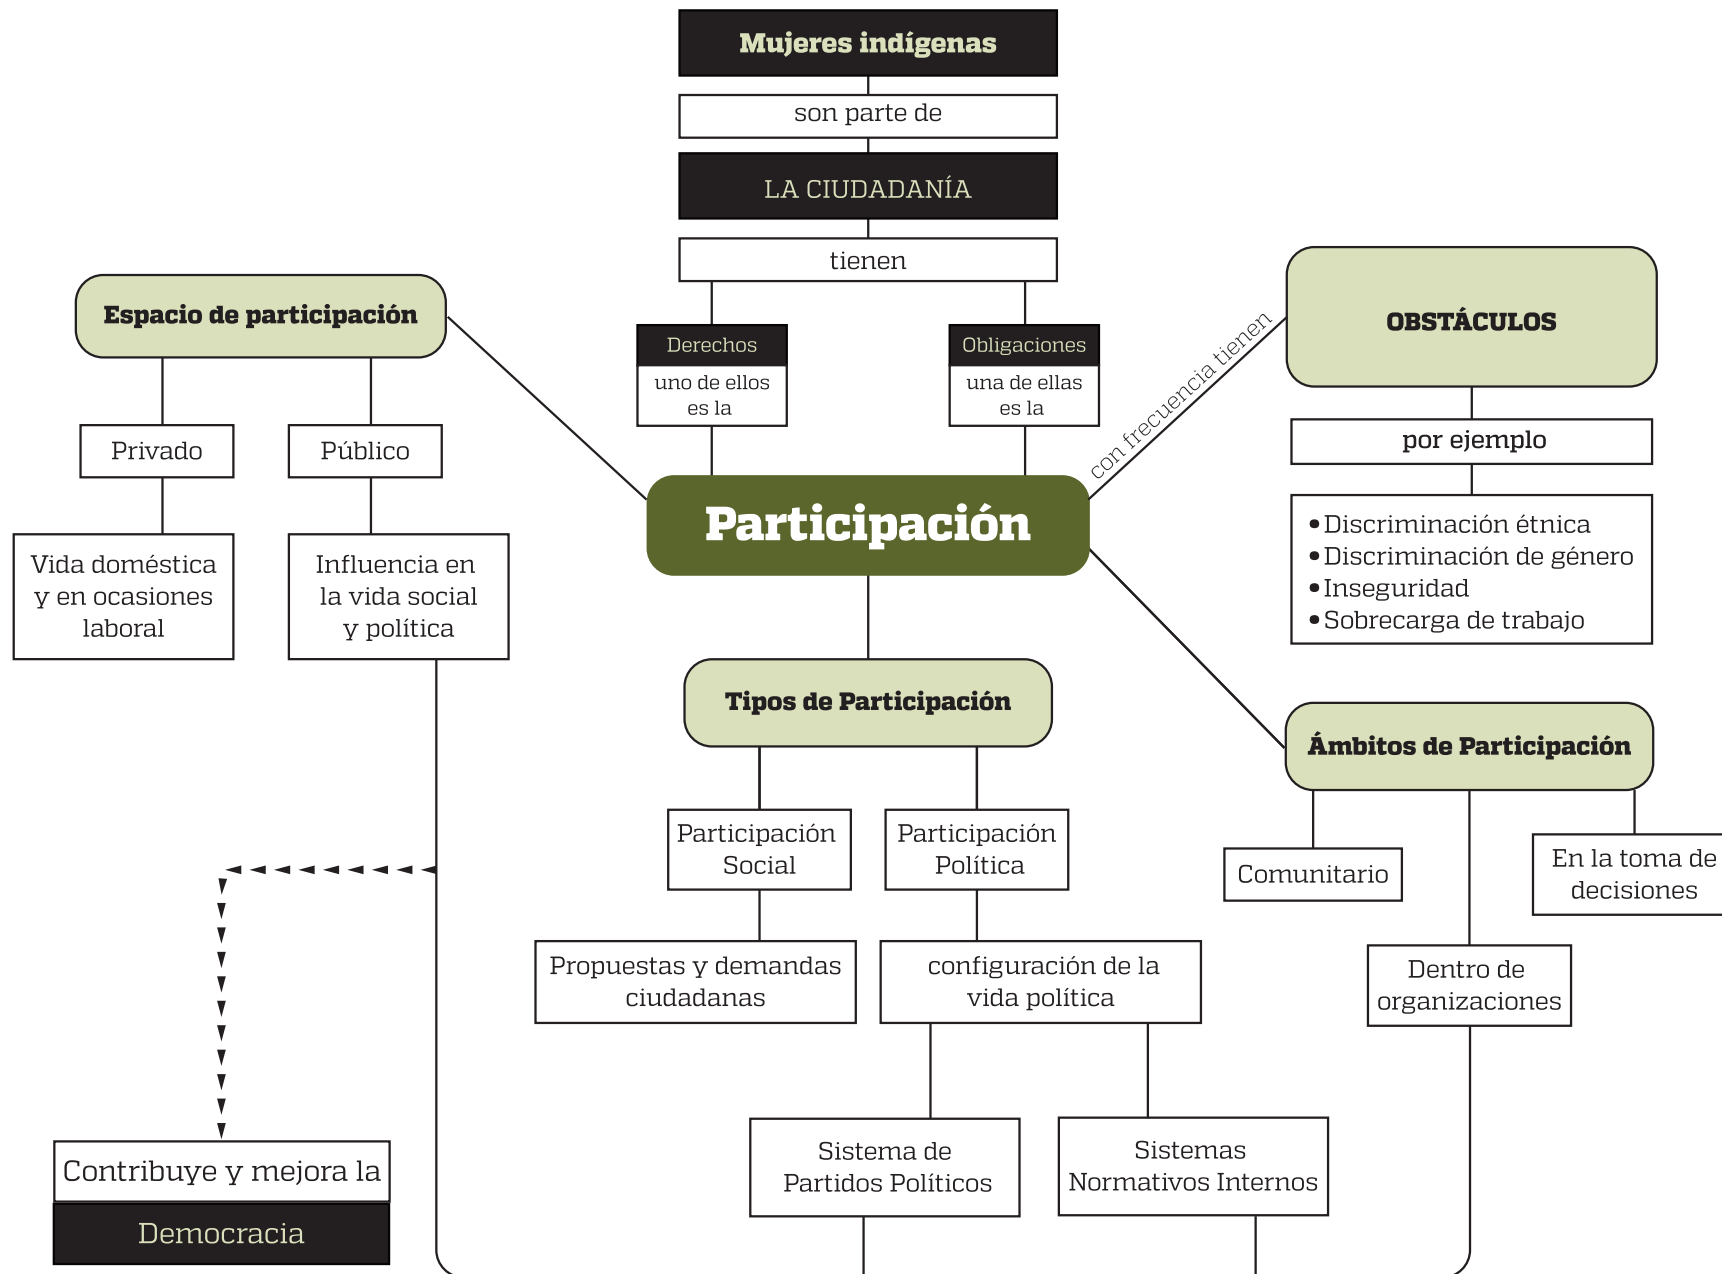 Mujeres indígenas
son parte de
LA CIUDADANÍA
tienen
Derechos
uno de ellos
es la
Obligaciones
una de ellas
es la
Participación
Espacio de participación
Privado
Público
Vida doméstica
y en ocasiones
laboral
Influencia en
la vida social
y política
con frecuencia tienen
OBSTÁCULOS
por ejemplo
• Discriminación étnica
• Discriminación de género
• Inseguridad
• Sobrecarga de trabajo
Tipos de Participación
Participación
Social
Participación
Política
Propuestas y demandas
ciudadanas
configuración de la
vida política
Sistema de
Partidos Políticos
Sistemas
Normativos Internos
Ámbitos de Participación
Comunitario
Dentro de
organizaciones
En la toma de
decisiones
Contribuye y mejora la
Democracia